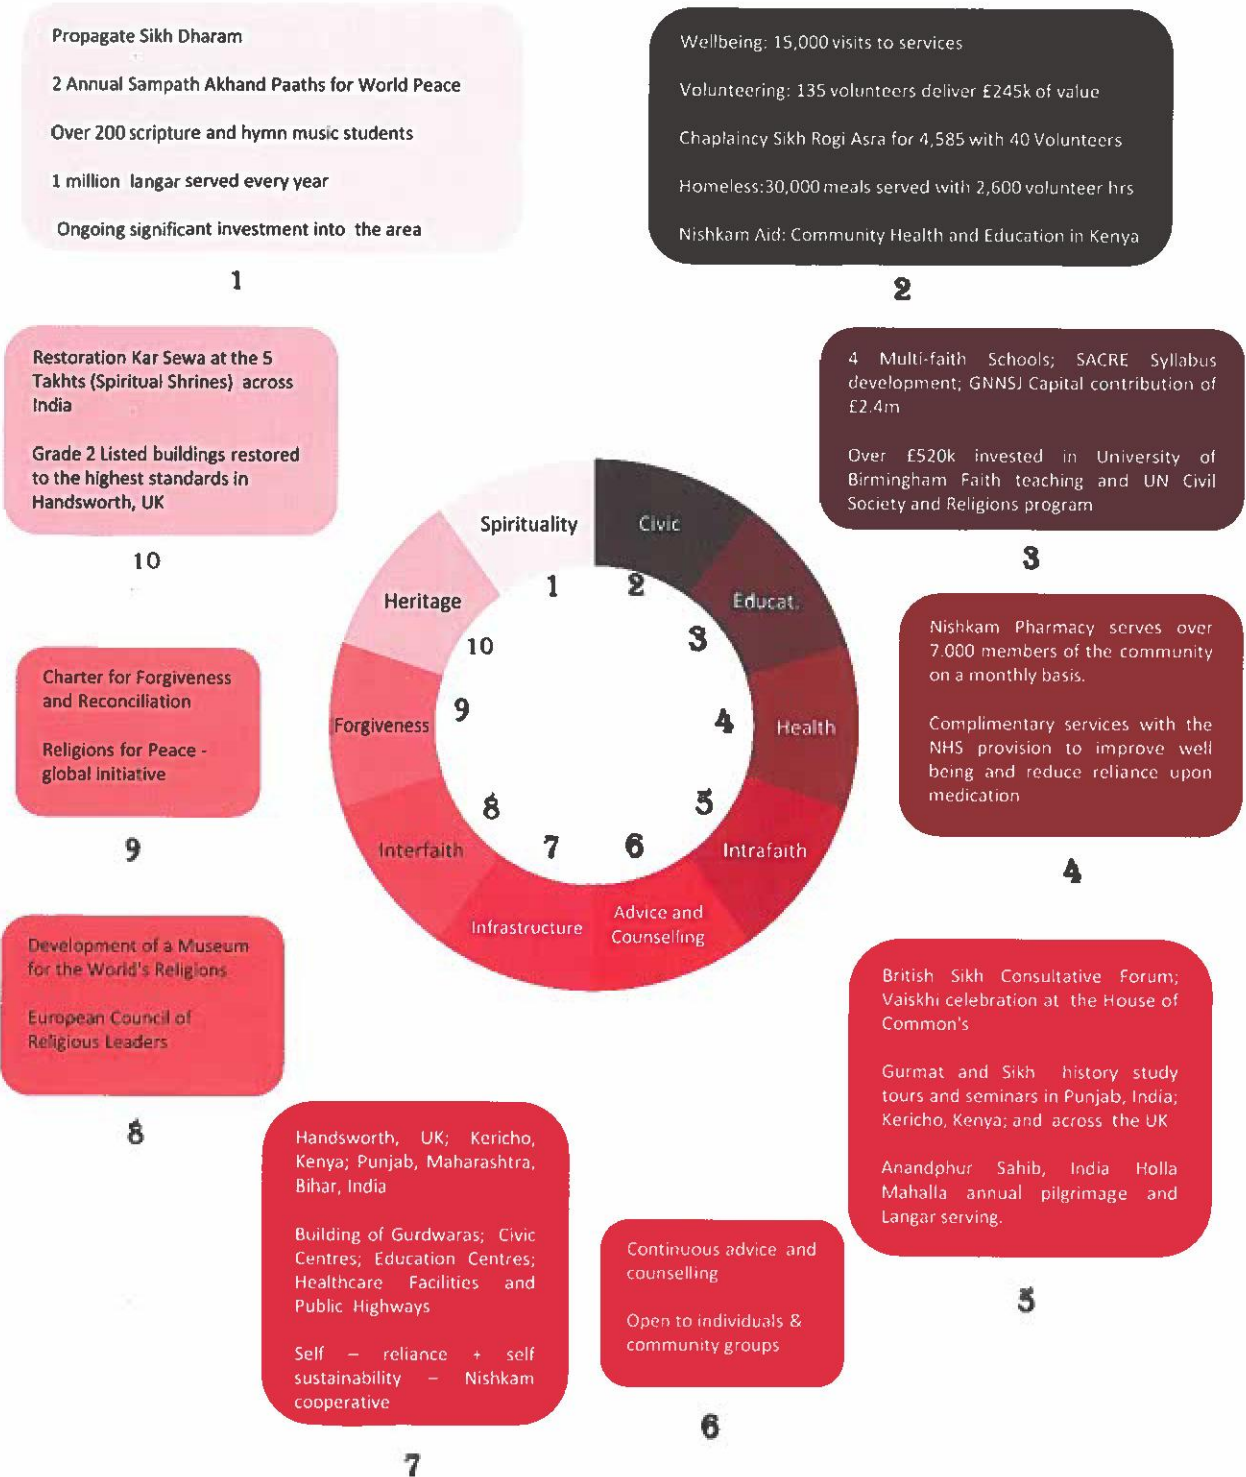 Propagate Sikh Dharam
2 Annual Sampath Akhand Paaths for World Peace
Over 200 scripture and hymn music students
1 million langar served every year
Ongoing significant investment into the area
1
Wellbeing: 15,000 visits to services
Volunteering: 135 volunteers deliver £245k of value
Chaplaincy Sikh Rogi Asra for 4,585 with 40 Volunteers
Homeless:30,000 meals served with 2,600 volunteer hrs
Nishkam Aid: Community Health and Education in Kenya
2
Restoration Kar Sewa at the 5
Takhts (Spiritual Shrines) across
India
Grade 2 Listed buildings restored
to the highest standards in
Handsworth, UK
10
4 Multi-faith Schools; SACRE Syllabus
development; GNNSJ Capital contribution of
£2.4m
Over £520k invested in University of
Birmingham Faith teaching and UN Civil
Society and Religions program
3
Spirituality
1
Civic
2
Educat.
3
Health
4
Intrafaith
5
Advice and
Counselling
6
Infrastructure
7
Interfaith
8
Forgiveness
9
Heritage
10
Charter for Forgiveness
and Reconciliation
Religions for Peace -
global initiative
9
Nishkam Pharmacy serves over
7.000 members of the community
on a monthly basis.
Complimentary services with the
NHS provision to improve well
being and reduce reliance upon
medication
4
Development of a Museum
for the World's Religions
European Council of
Religious Leaders
8
British Sikh Consultative Forum;
Vaiskhi celebration at the House of
Common's
Gurmat and Sikh history study
tours and seminars in Punjab, India;
Kericho, Kenya; and across the UK
Anandphur Sahib, India Holla
Mahalla annual pilgrimage and
Langar serving.
5
Handsworth, UK; Kericho,
Kenya; Punjab, Maharashtra,
Bihar, India
Building of Gurdwaras; Civic
Centres; Education Centres;
Healthcare Facilities and
Public Highways
Self – reliance + self
sustainability – Nishkam
cooperative
7
Continuous advice and
counselling
Open to individuals &
community groups
6